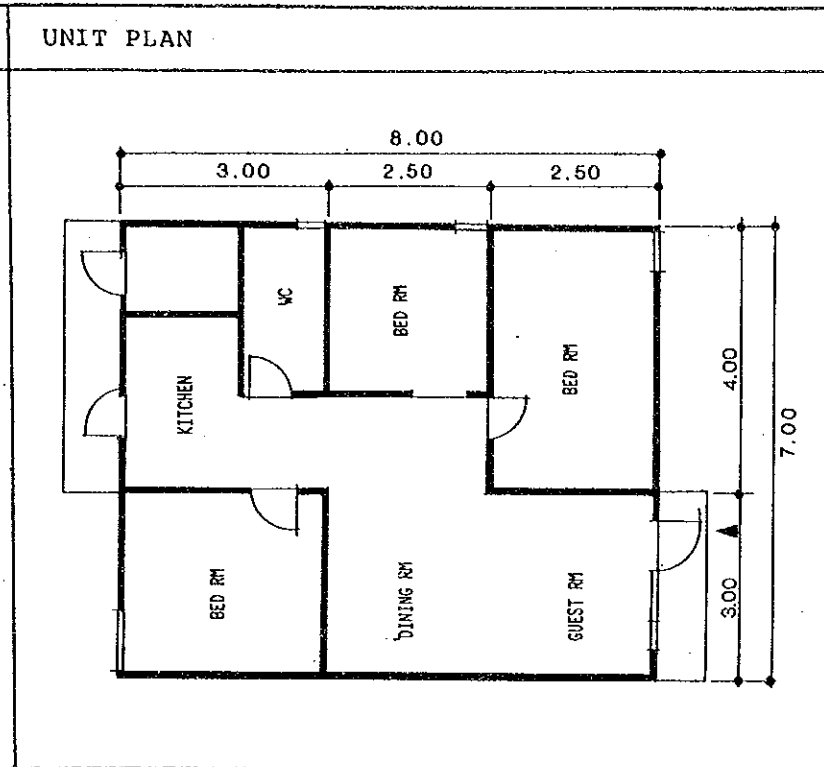 UNIT PLAN
8.00
3.00
2.50
2.50
WC
BED RM
BED RM
KITCHEN
4.00
7.00
BED RM
DINING RM
GUEST RM
3.00